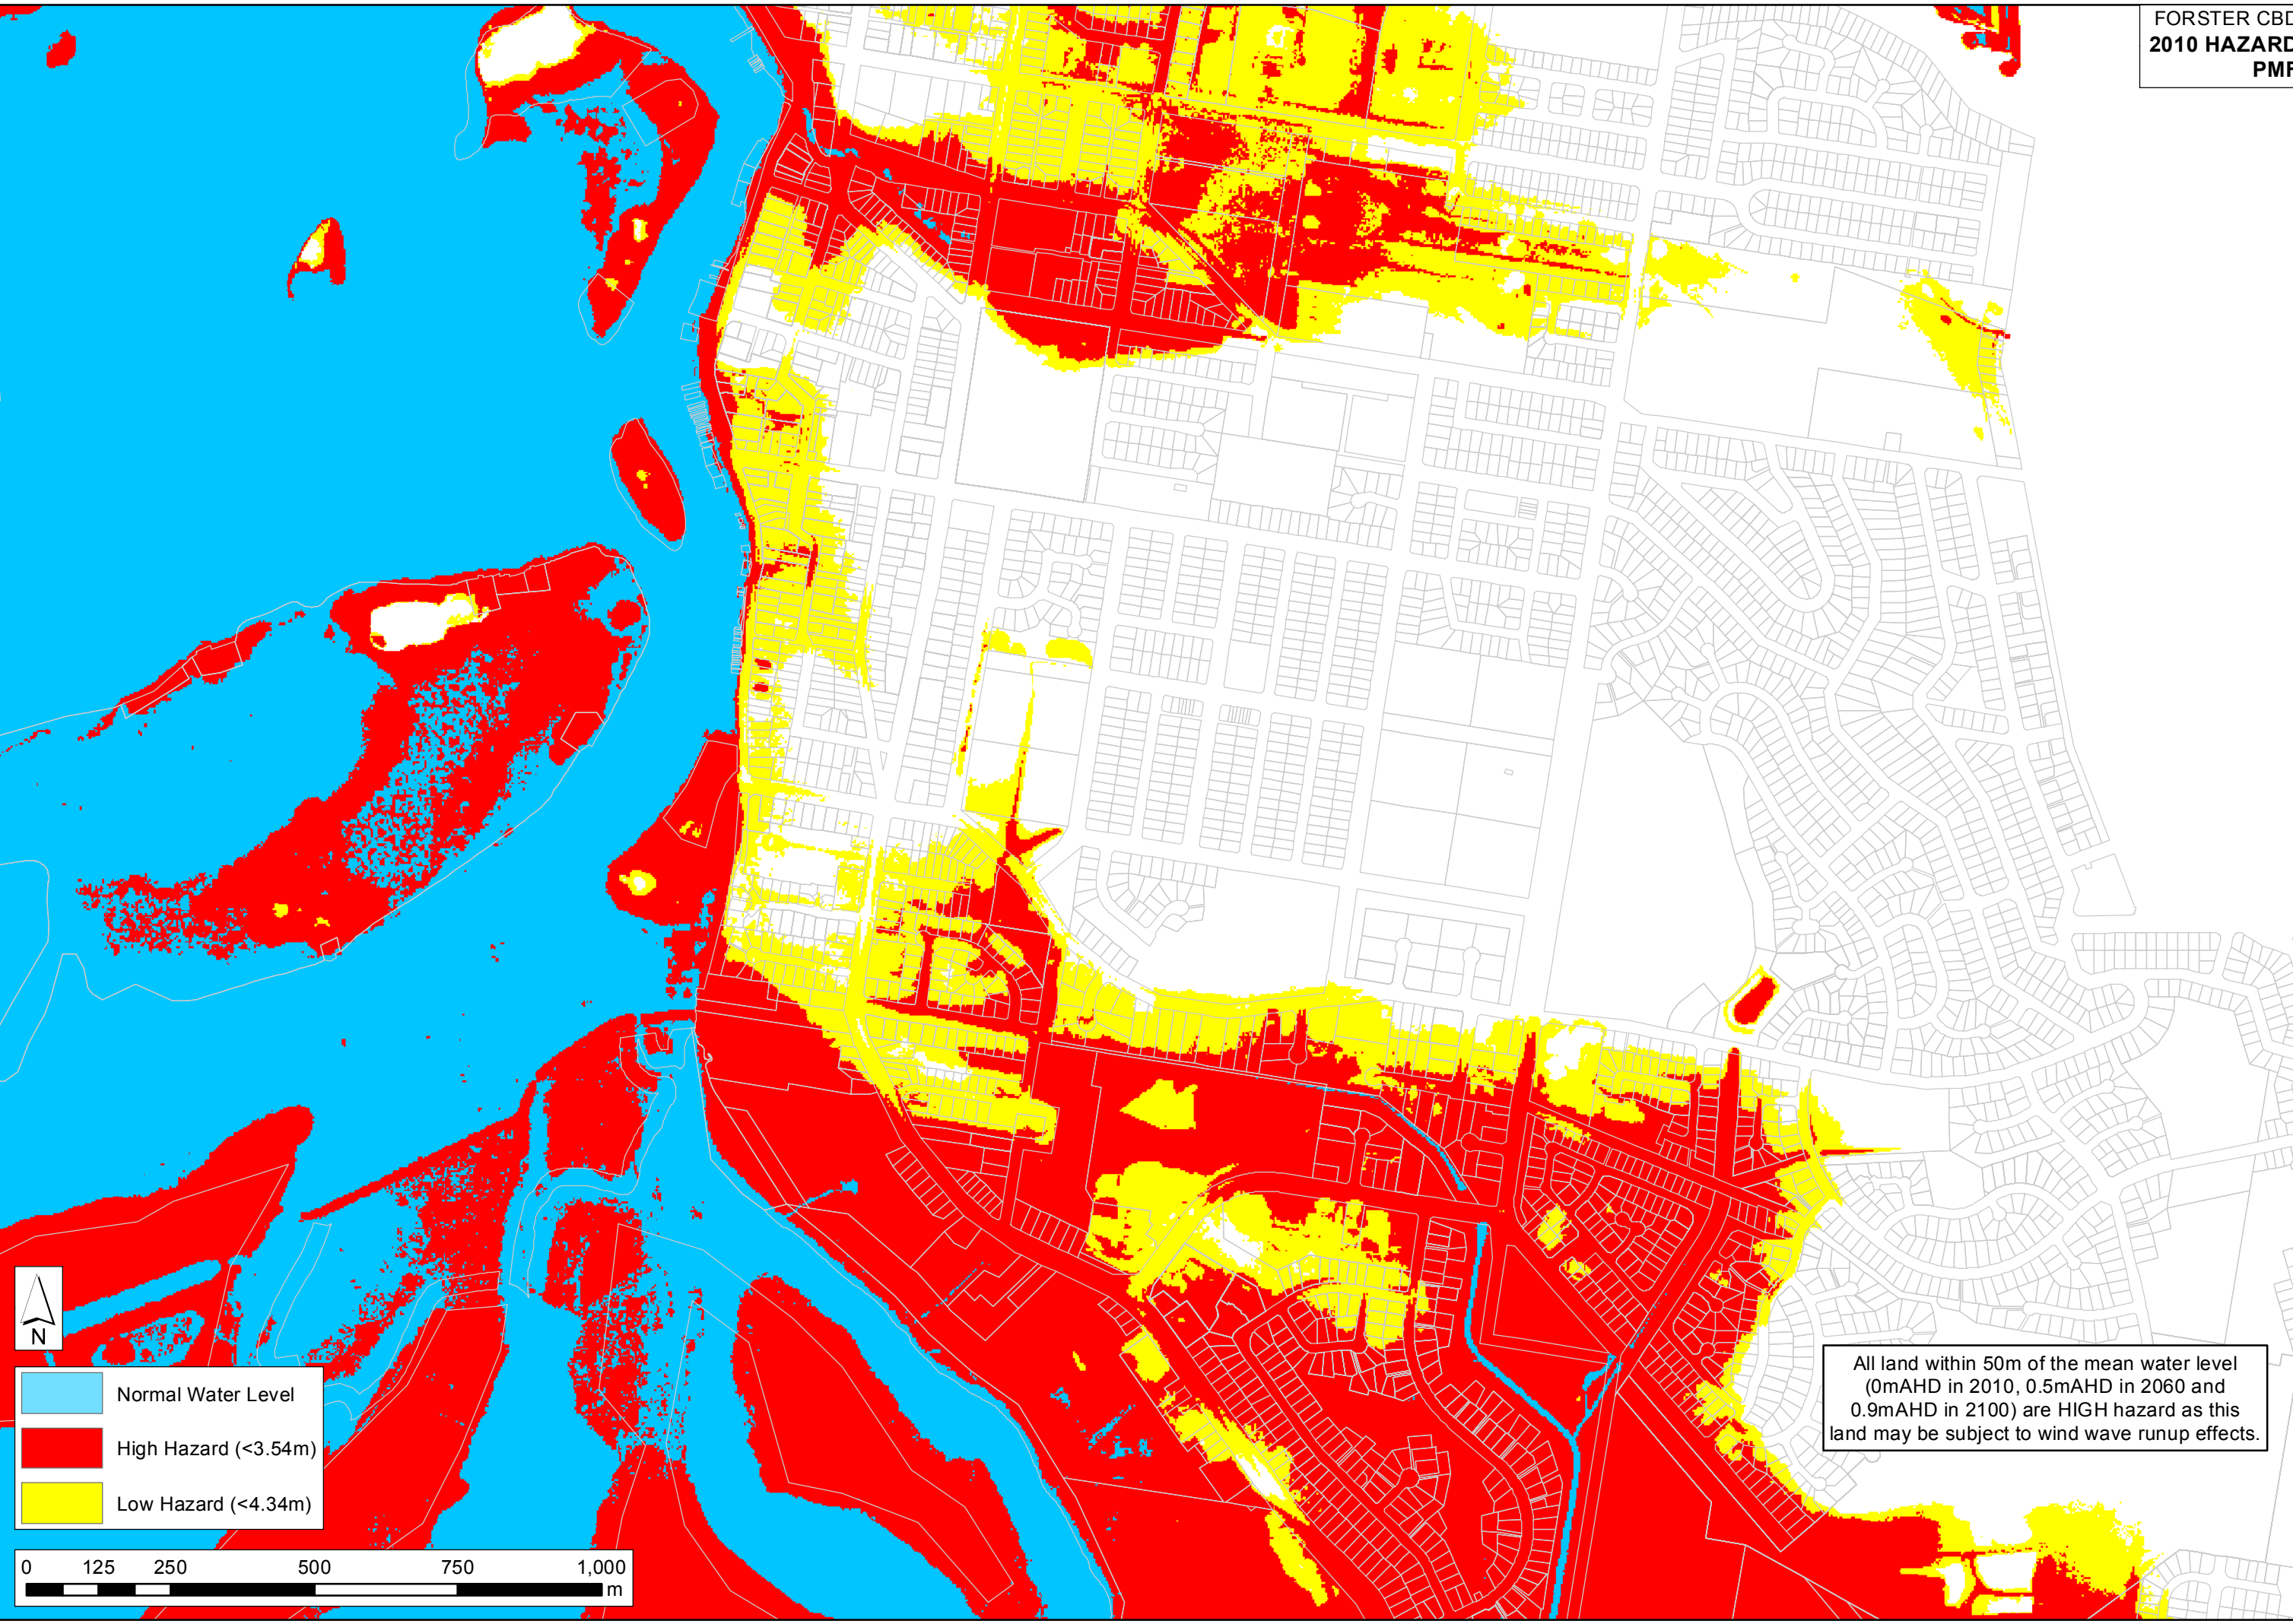 FORSTER CBD
2010 HAZARD
PMF
N
Normal Water Level
High Hazard (<3.54m)
Low Hazard (<4.34m)
0 125 250 500 750 1,000
m
All land within 50m of the mean water level
(0mAHD in 2010, 0.5mAHD in 2060 and
0.9mAHD in 2100) are HIGH hazard as this
land may be subject to wind wave runup effects.